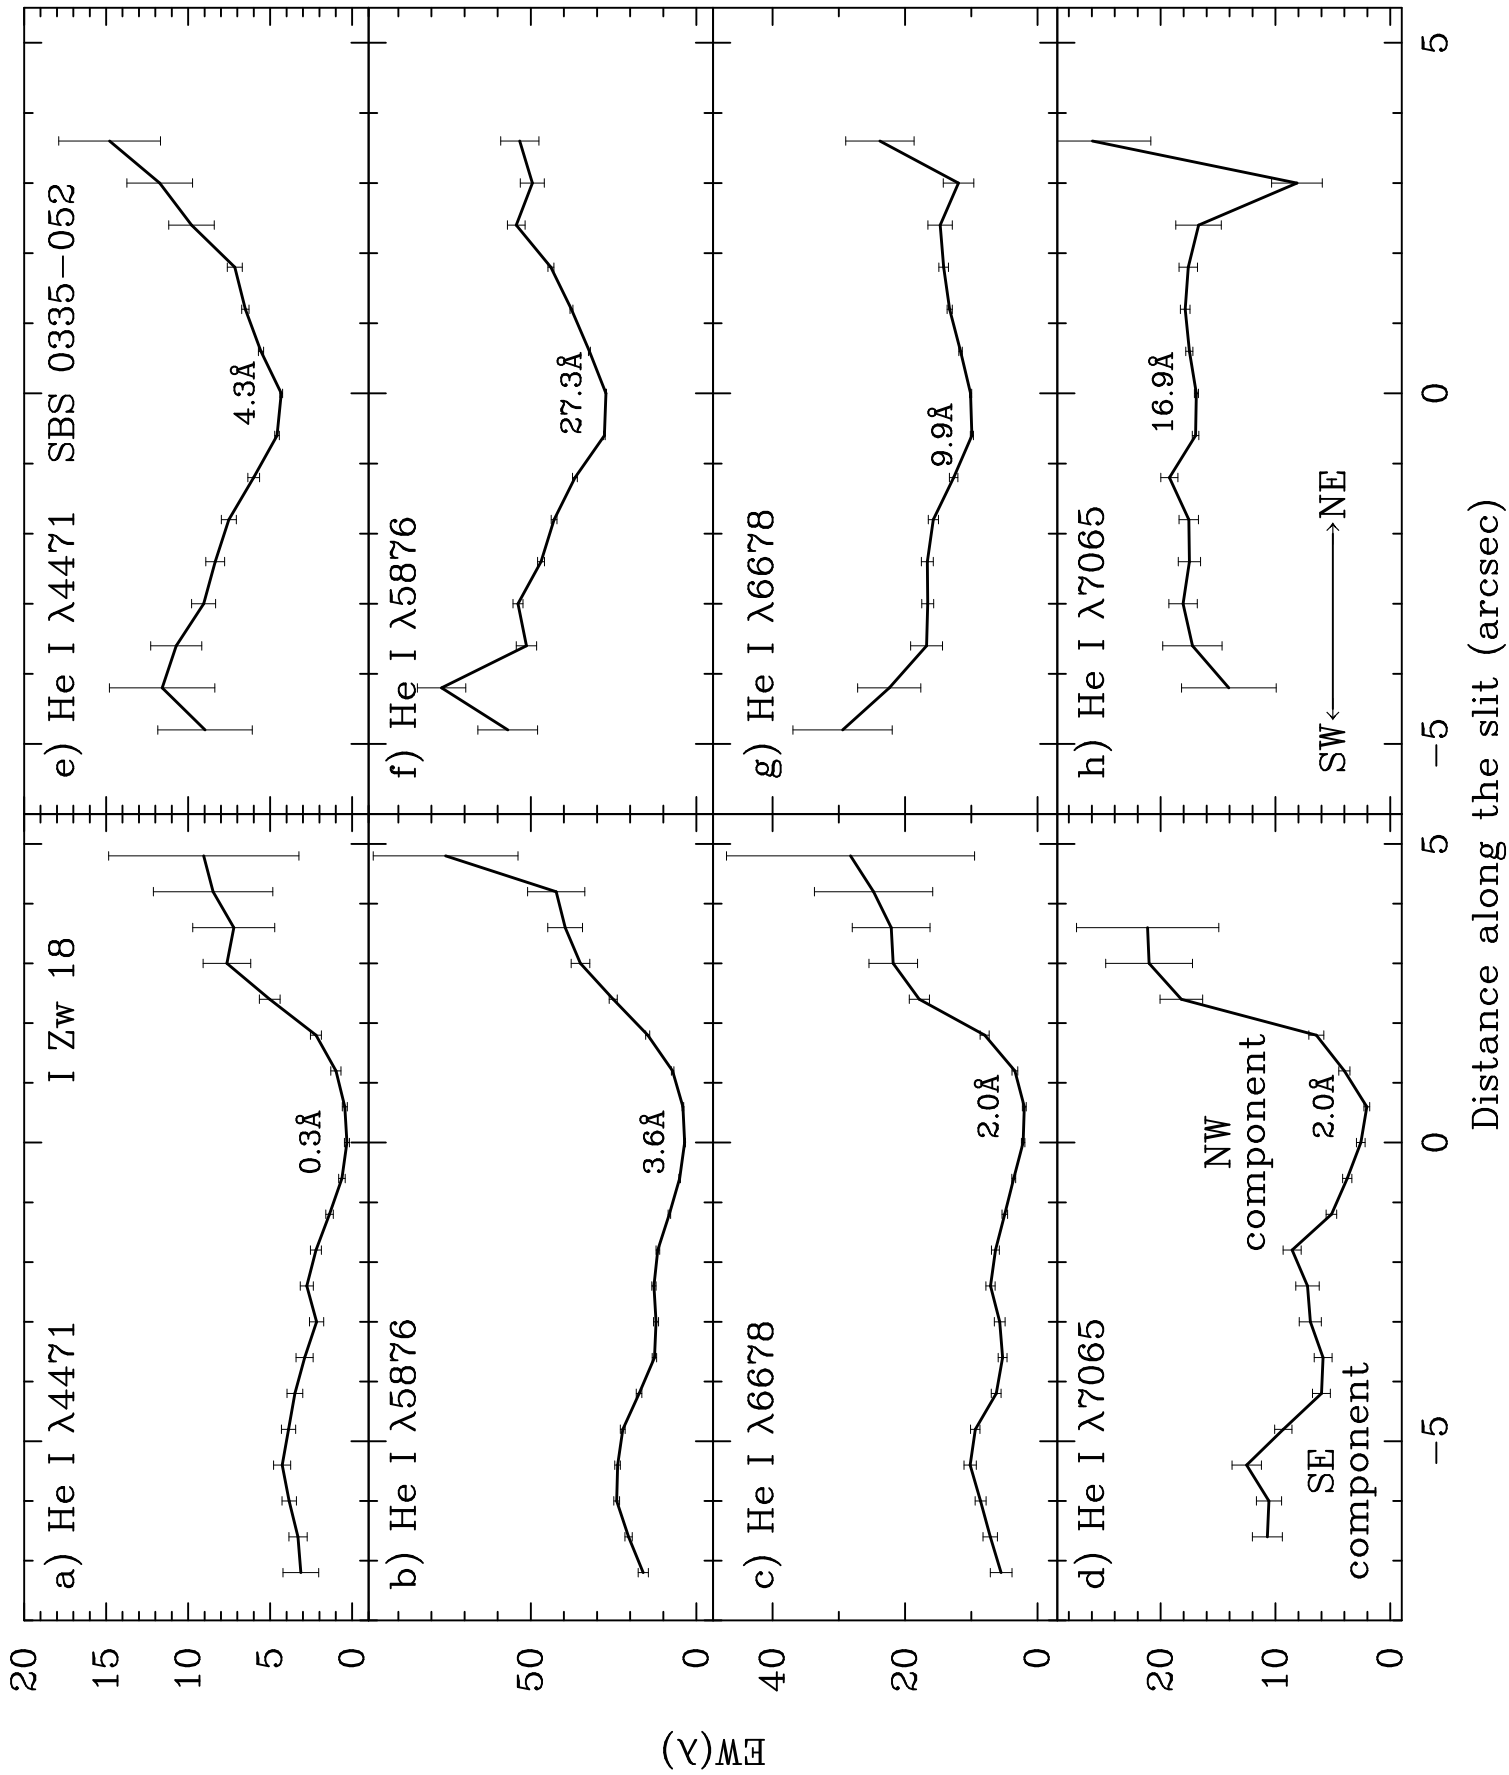 a) He I λ4471
I Zw 18
0.3Å
20
15
10
5
0
e) He I λ4471
SBS 0335−052
4.3Å
b) He I λ5876
3.6Å
50
0
f) He I λ5876
27.3Å
c) He I λ6678
2.0Å
40
20
0
g) He I λ6678
9.9Å
d) He I λ7065
NW
component
SE
component
2.0Å
20
10
0
h) He I λ7065
16.9Å
SW
NE
−5
0
5
−5
0
5
EW(λ)
Distance along the slit (arcsec)